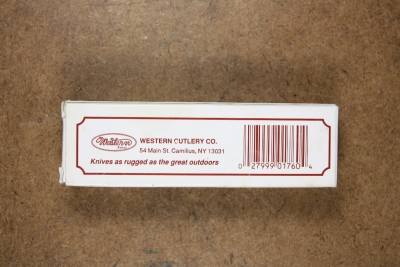 Western
WESTERN CUTLERY CO.
54 Main St. Camillus, NY 13031
Knives as rugged as the great outdoors
0 27999 01760 4